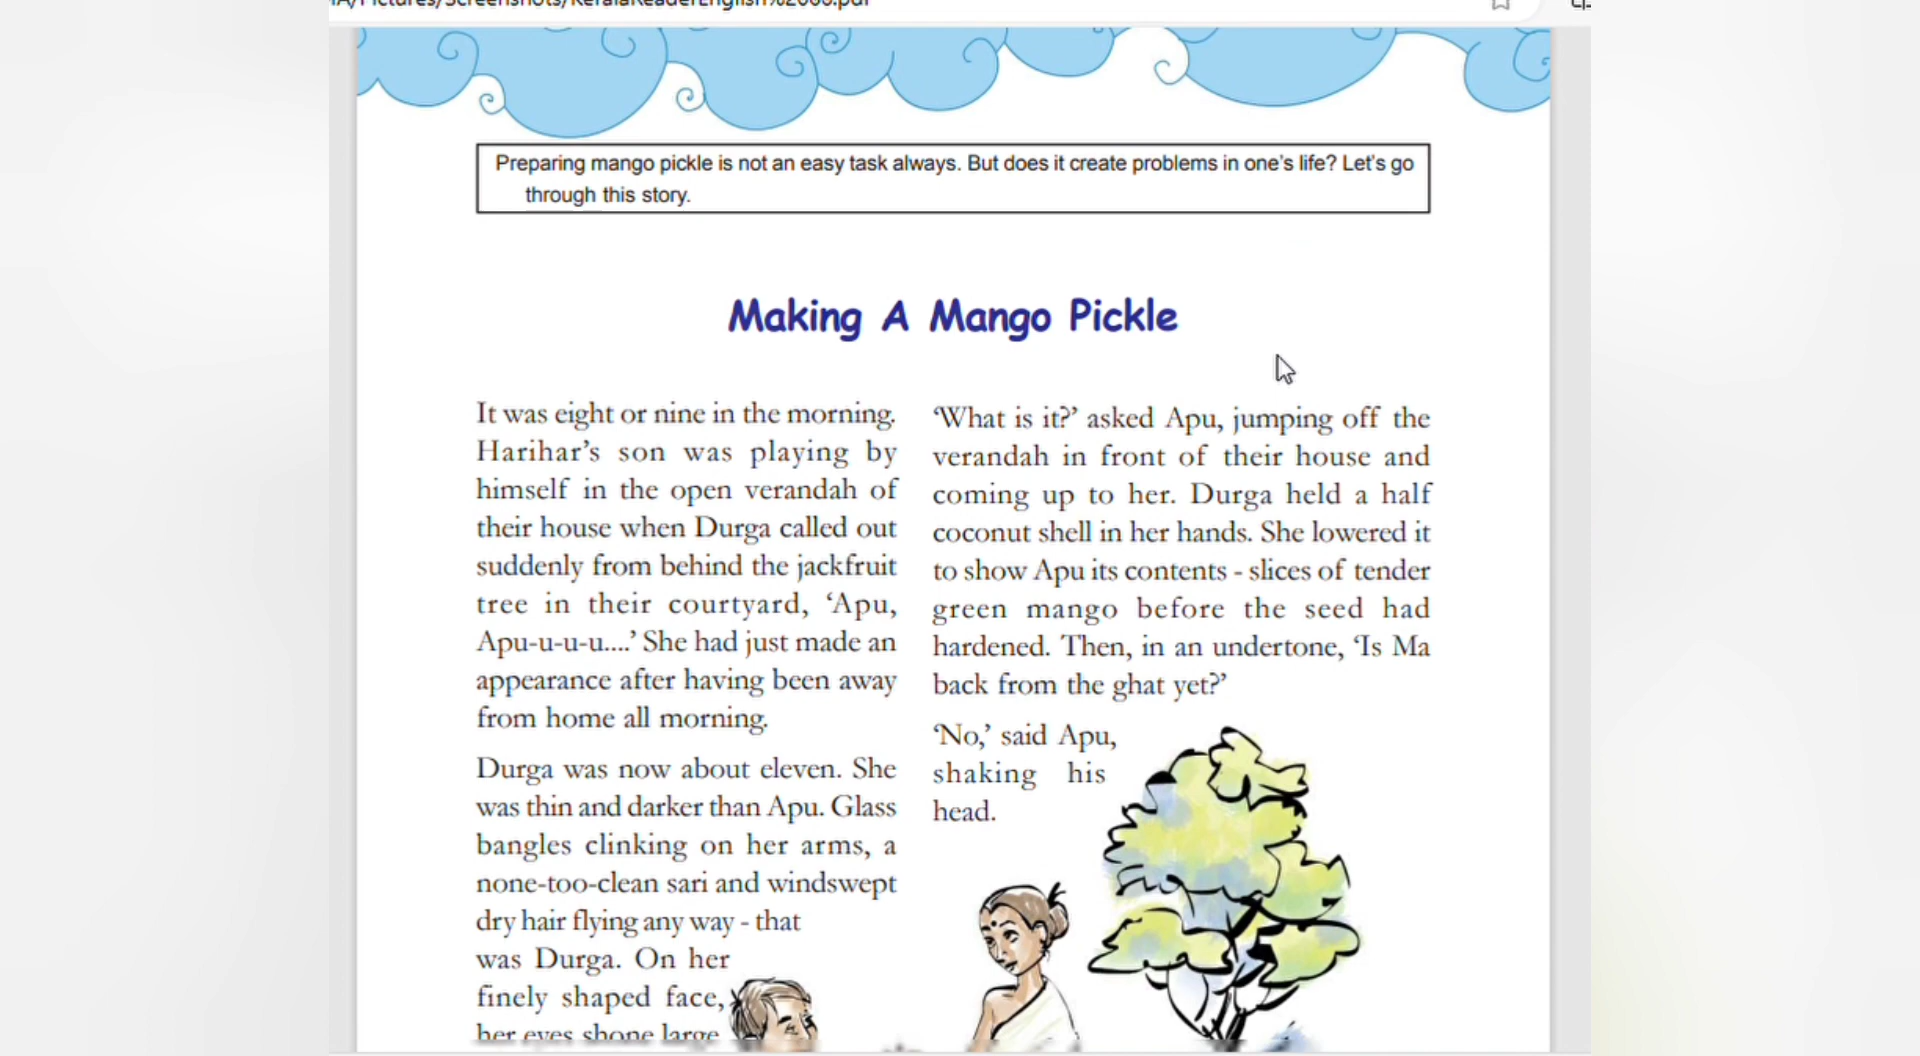 Preparing mango pickle is not an easy task always. But does it create problems in one's life? Let's go
through this story.
Making A Mango Pickle
It was eight or nine in the morning.
Harihar's son was playing by
himself in the open verandah of
their house when Durga called out
suddenly from behind the jackfruit
tree in their courtyard, ‘Apu,
Apu-u-u-u....’ She had just made an
appearance after having been away
from home all morning.
Durga was now about eleven. She
was thin and darker than Apu. Glass
bangles clinking on her arms, a
none-too-clean sari and windswept
dry hair flying any way - that
was Durga. On her
finely shaped face,
her eyes shone large
‘What is it?’ asked Apu, jumping off the
verandah in front of their house and
coming up to her. Durga held a half
coconut shell in her hands. She lowered it
to show Apu its contents - slices of tender
green mango before the seed had
hardened. Then, in an undertone, ‘Is Ma
back from the ghat yet?’
‘No,’ said Apu,
shaking his
head.